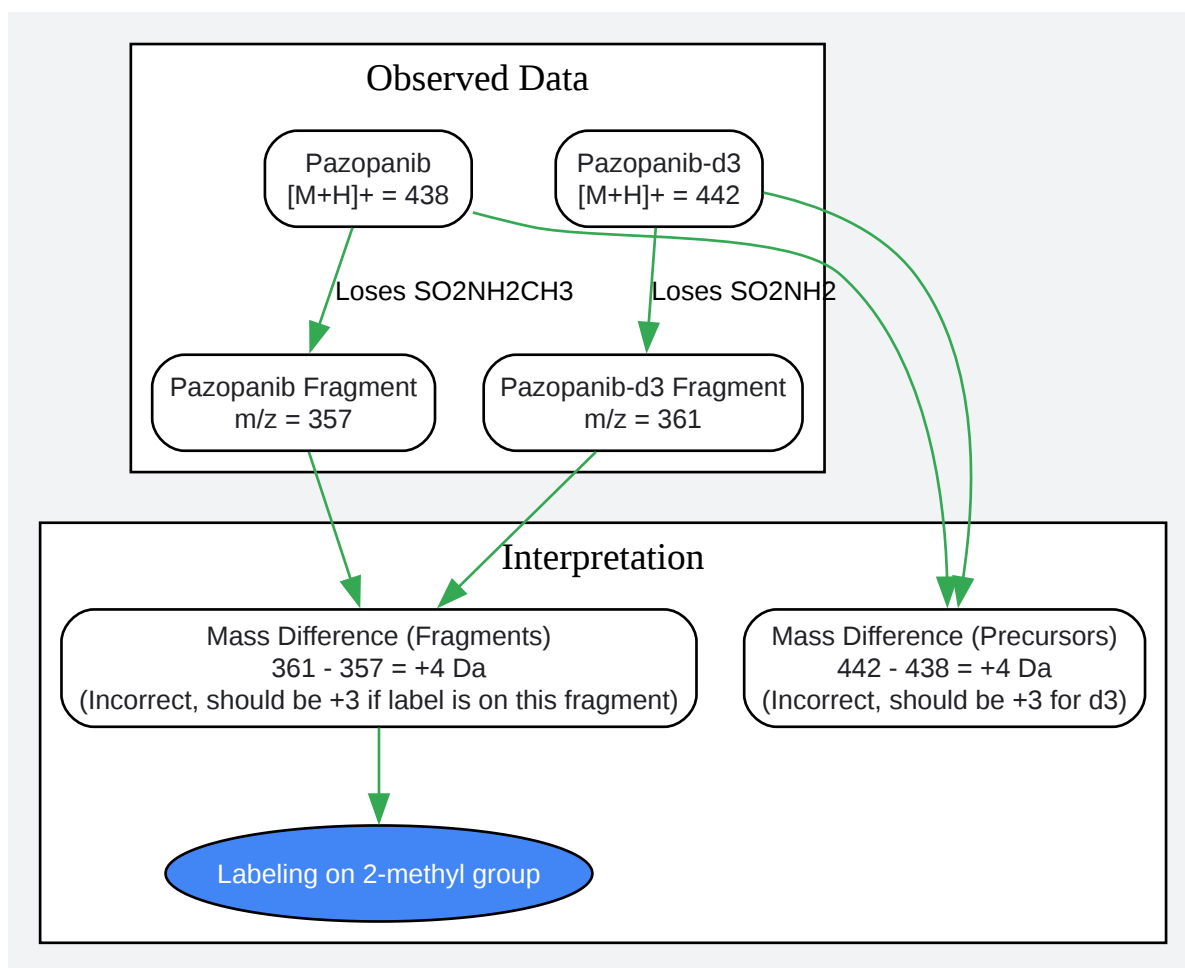 Observed Data
Pazopanib
[M+H]+ = 438
Pazopanib-d3
[M+H]+ = 442
Loses SO2NH2CH3
Loses SO2NH2
Pazopanib Fragment
m/z = 357
Pazopanib-d3 Fragment
m/z = 361
Interpretation
Mass Difference (Fragments)
361 - 357 = +4 Da
(Incorrect, should be +3 if label is on this fragment)
Mass Difference (Precursors)
442 - 438 = +4 Da
(Incorrect, should be +3 for d3)
Labeling on 2-methyl group